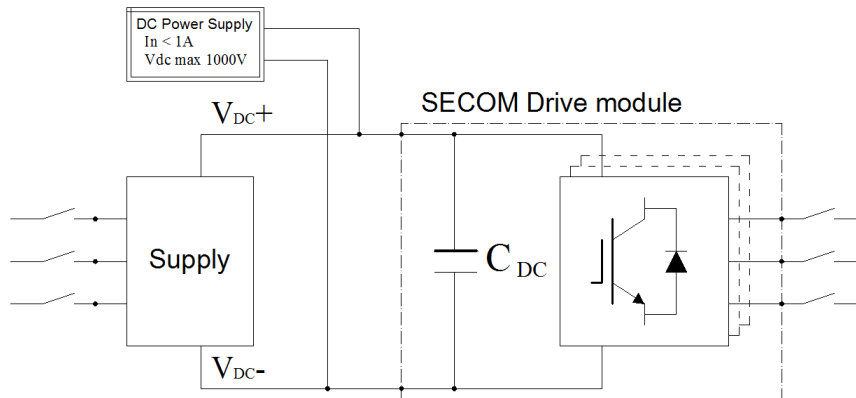 DC Power Supply
In < 1A
Vdc max 1000V
VDC+
SECOM Drive module
Supply
CDC
VDC-